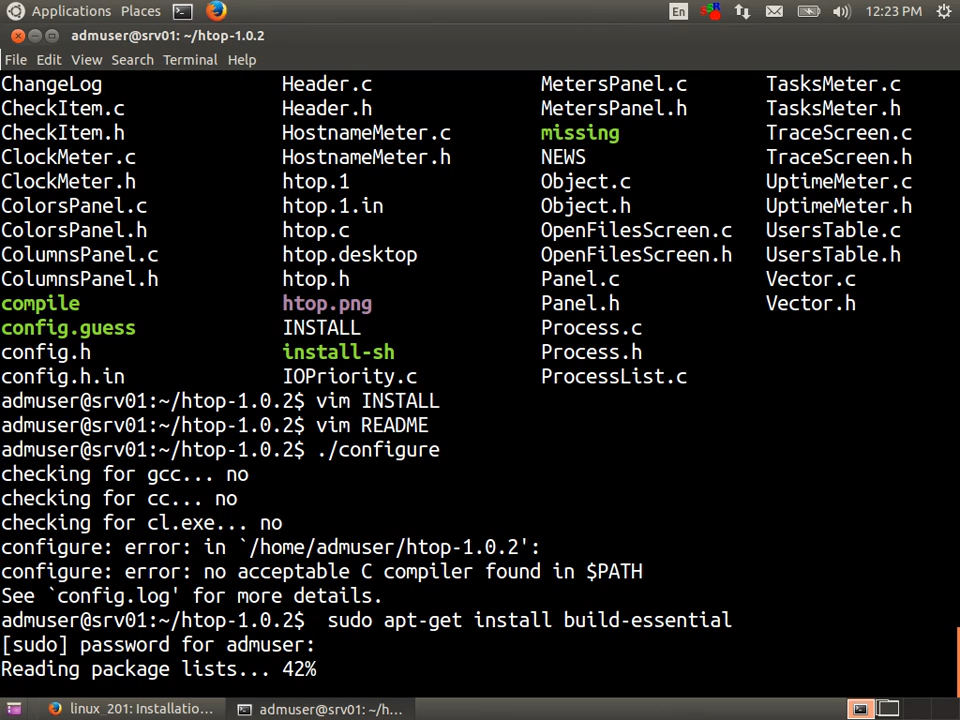 Applications Places En SSR 12:23 PM
admuser@srv01: ~/htop-1.0.2
File Edit View Search Terminal Help
ChangeLog Header.c MetersPanel.c TasksMeter.c
CheckItem.c Header.h MetersPanel.h TasksMeter.h
CheckItem.h HostnameMeter.c missing TraceScreen.c
ClockMeter.c HostnameMeter.h NEWS TraceScreen.h
ClockMeter.h htop.1 Object.c UptimeMeter.c
ColorsPanel.c htop.1.in Object.h UptimeMeter.h
ColorsPanel.h htop.c OpenFilesScreen.c UsersTable.c
ColumnsPanel.c htop.desktop OpenFilesScreen.h UsersTable.h
ColumnsPanel.h htop.h Panel.c Vector.c
compile htop.png Panel.h Vector.h
config.guess INSTALL Process.c
config.h install-sh Process.h
config.h.in IOPriority.c ProcessList.c
admuser@srv01:~/htop-1.0.2$ vim INSTALL
admuser@srv01:~/htop-1.0.2$ vim README
admuser@srv01:~/htop-1.0.2$ ./configure
checking for gcc... no
checking for cc... no
checking for cl.exe... no
configure: error: in `/home/admuser/htop-1.0.2':
configure: error: no acceptable C compiler found in $PATH
See `config.log' for more details.
admuser@srv01:~/htop-1.0.2$  sudo apt-get install build-essential
[sudo] password for admuser:
Reading package lists... 42%
linux_201: Installatio... admuser@srv01: ~/h...